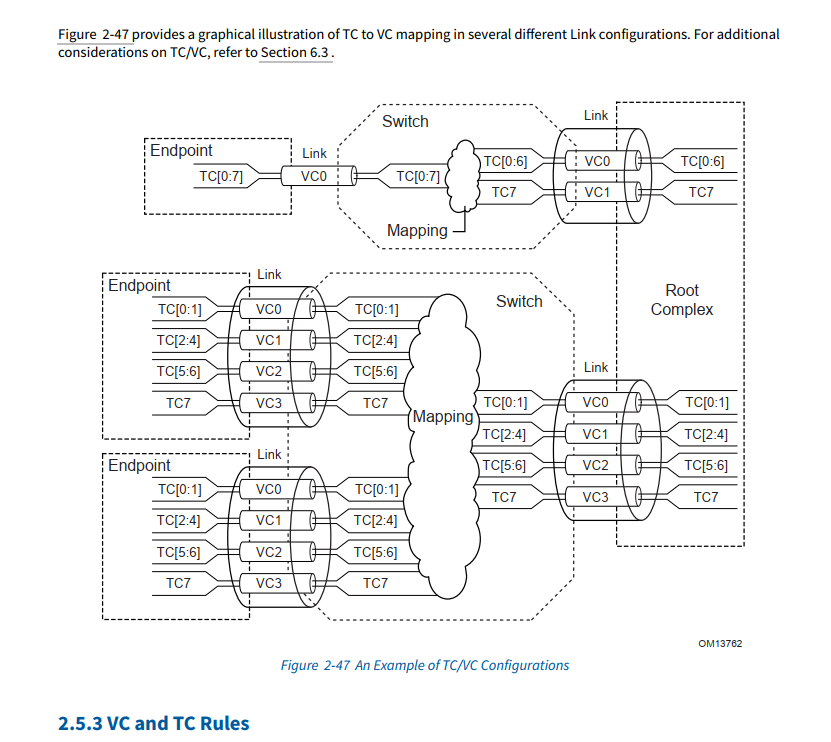 Figure 2-47 provides a graphical illustration of TC to VC mapping in several different Link configurations. For additional
considerations on TC/VC, refer to Section 6.3 .
Switch
Link
Endpoint
Link
TC[0:7]
VC0
TC[0:7]
TC[0:6]
VC0
TC[0:6]
TC7
VC1
TC7
Mapping
Root
Complex
Endpoint
Link
Switch
TC[0:1]
VC0
TC[0:1]
TC[2:4]
VC1
TC[2:4]
TC[5:6]
VC2
TC[5:6]
TC7
VC3
TC7
Mapping
Link
TC[0:1]
VC0
TC[0:1]
TC[2:4]
VC1
TC[2:4]
TC[5:6]
VC2
TC[5:6]
TC7
VC3
TC7
Endpoint
Link
TC[0:1]
VC0
TC[0:1]
TC[2:4]
VC1
TC[2:4]
TC[5:6]
VC2
TC[5:6]
TC7
VC3
TC7
OM13762
Figure 2-47 An Example of TC/VC Configurations
2.5.3 VC and TC Rules